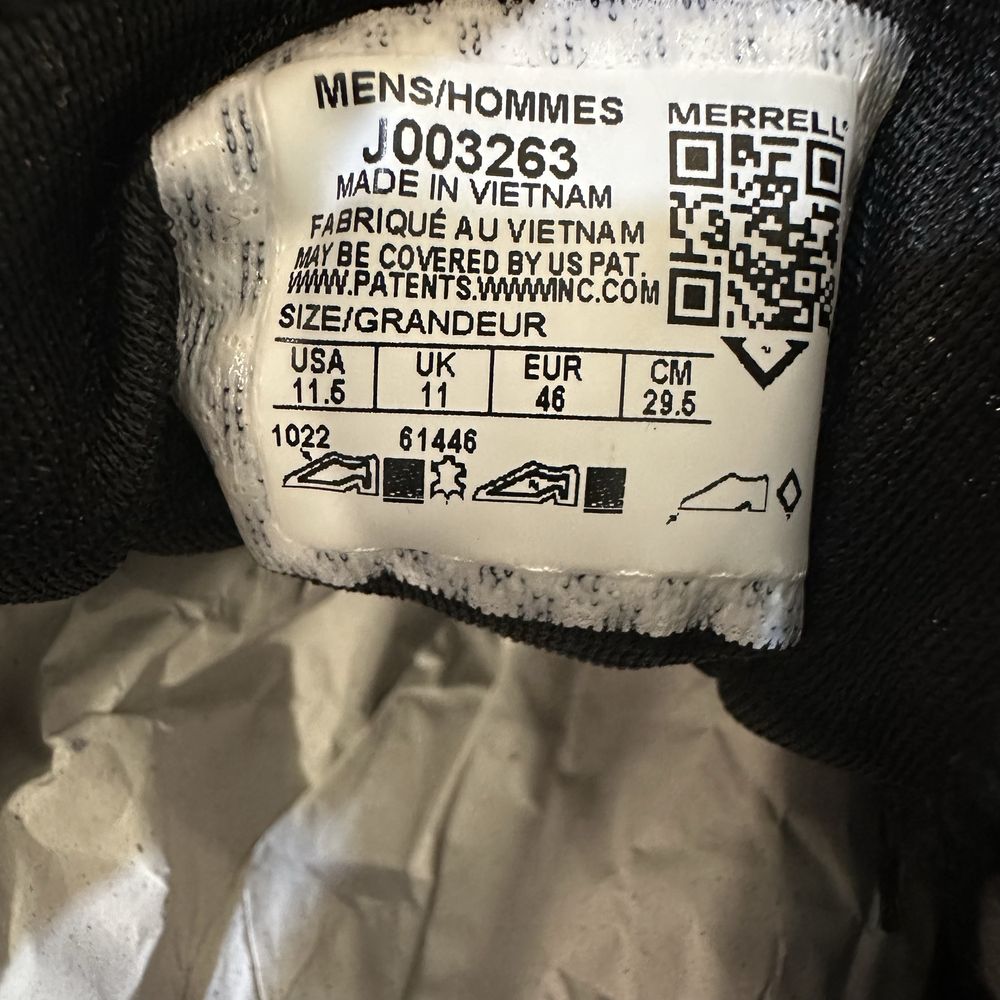 MENS/HOMMES
J003263
MADE IN VIETNAM
FABRIQUÉ AU VIETNAM
MAY BE COVERED BY US PAT.
WWW.PATENTS.WWWINC.COM
SIZE/GRANDEUR
USA UK EUR CM
11.5 11 46 29.5
1022 61446
MERRELL